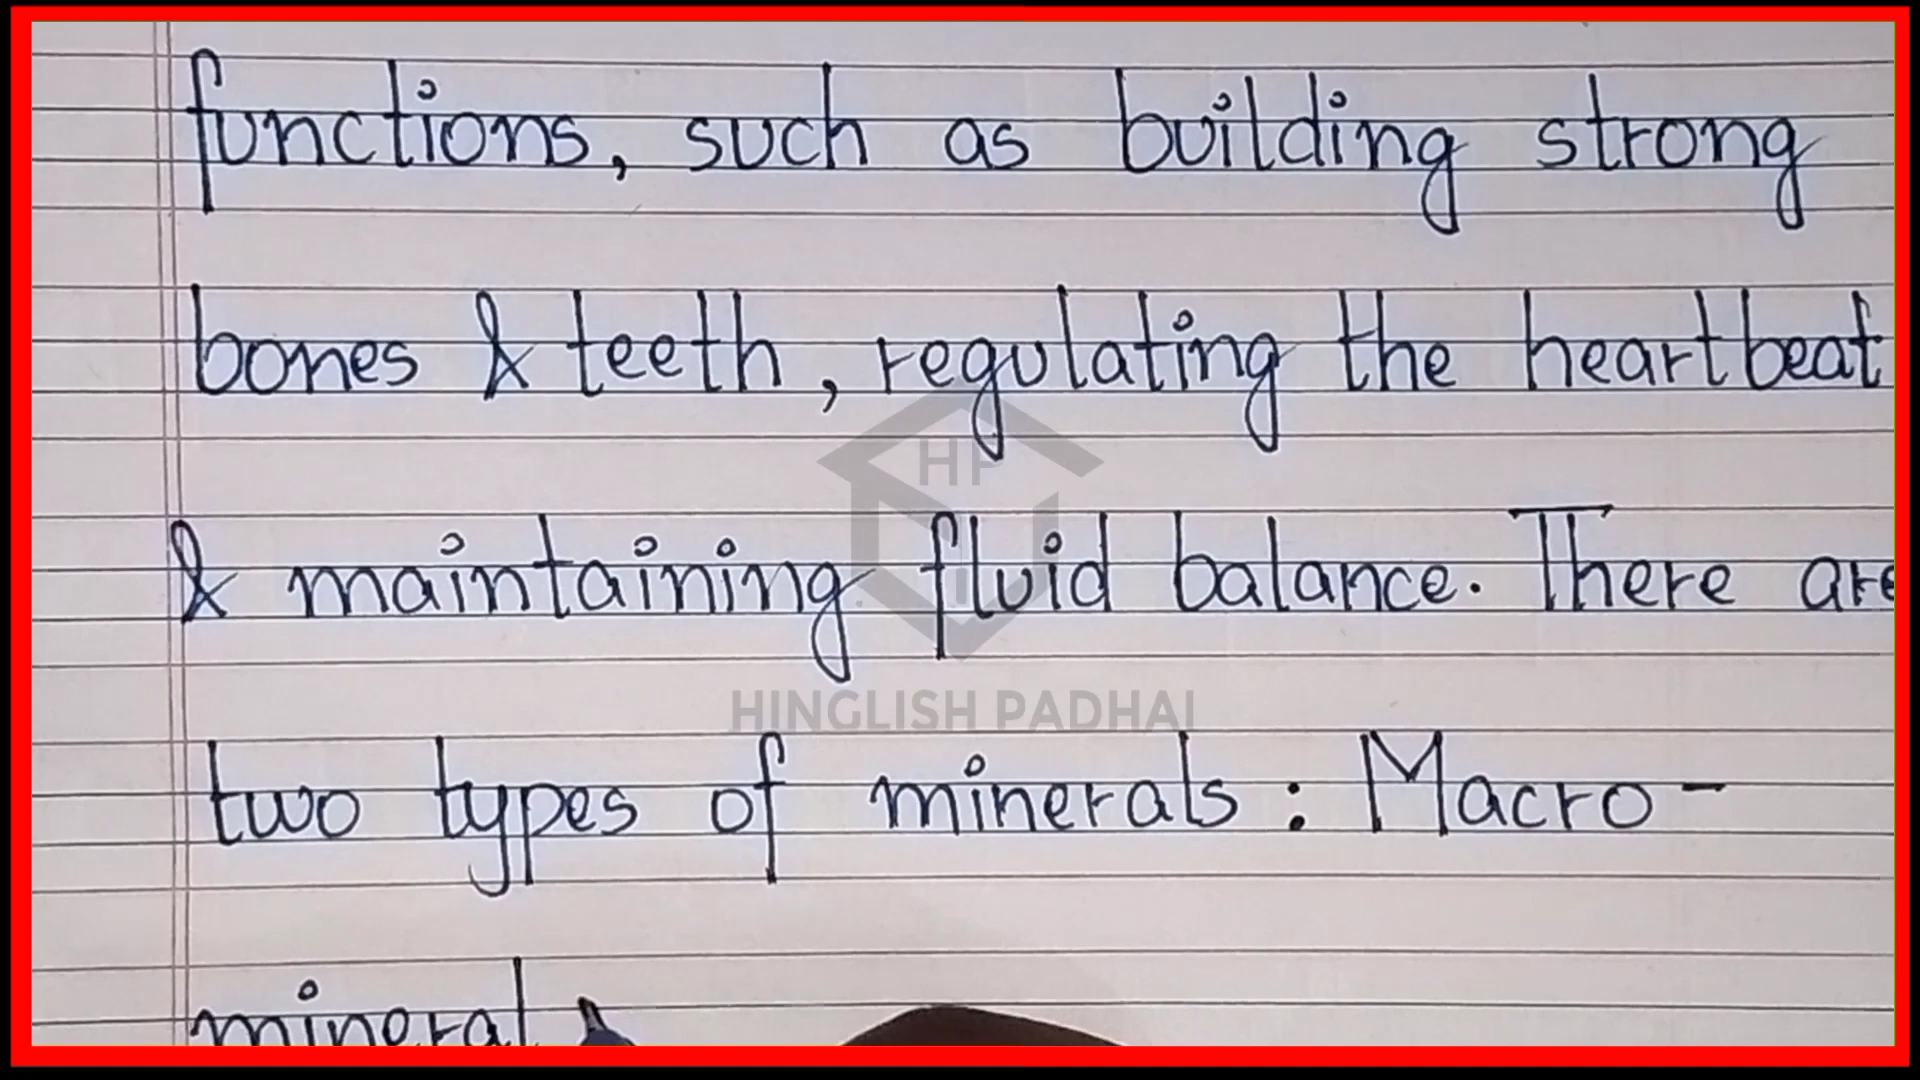 functions, such as building strong
bones & teeth, regulating the heartbeat
HF
& maintaining fluid balance. There are
HINGLISH PADHAI
two types of minerals : Macro-
mineral